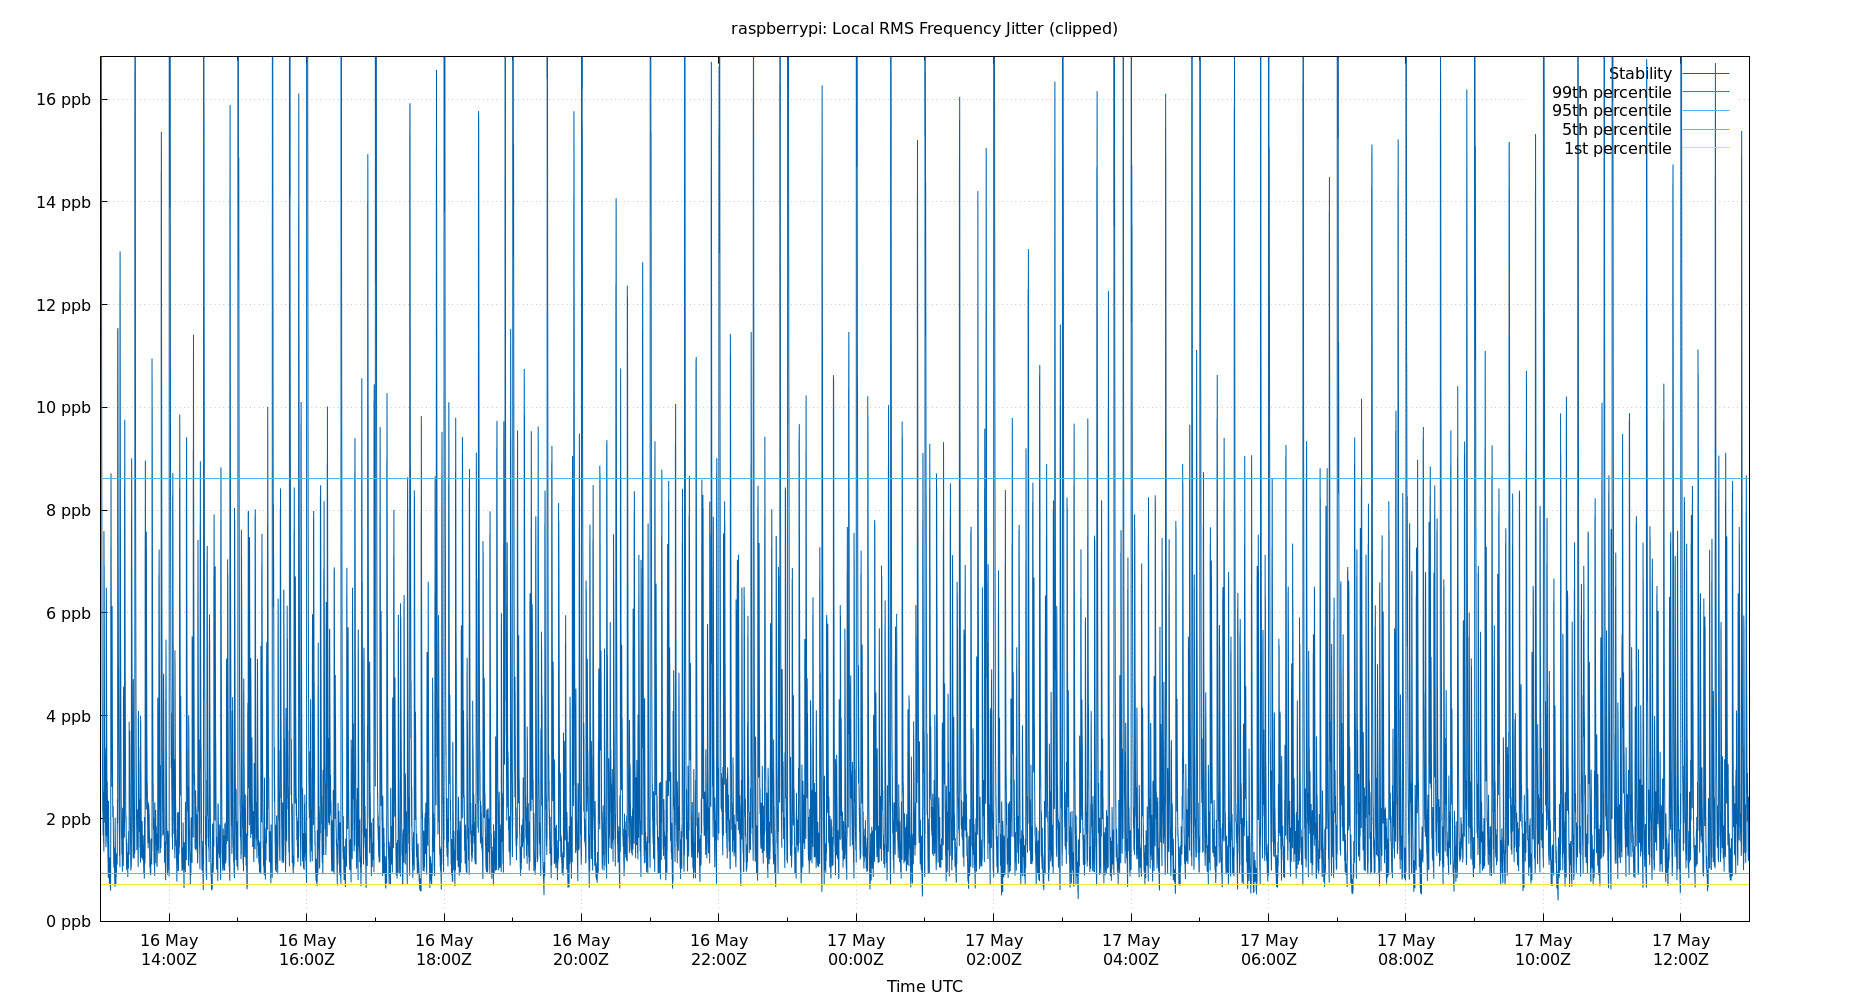 raspberrypi: Local RMS Frequency Jitter (clipped)
Stability
99th percentile
95th percentile
5th percentile
1st percentile
16 ppb
14 ppb
12 ppb
10 ppb
8 ppb
6 ppb
4 ppb
2 ppb
0 ppb
16 May 16 May 16 May 16 May 16 May 17 May 17 May 17 May 17 May 17 May 17 May 17 May
14:00Z 16:00Z 18:00Z 20:00Z 22:00Z 00:00Z 02:00Z 04:00Z 06:00Z 08:00Z 10:00Z 12:00Z
Time UTC